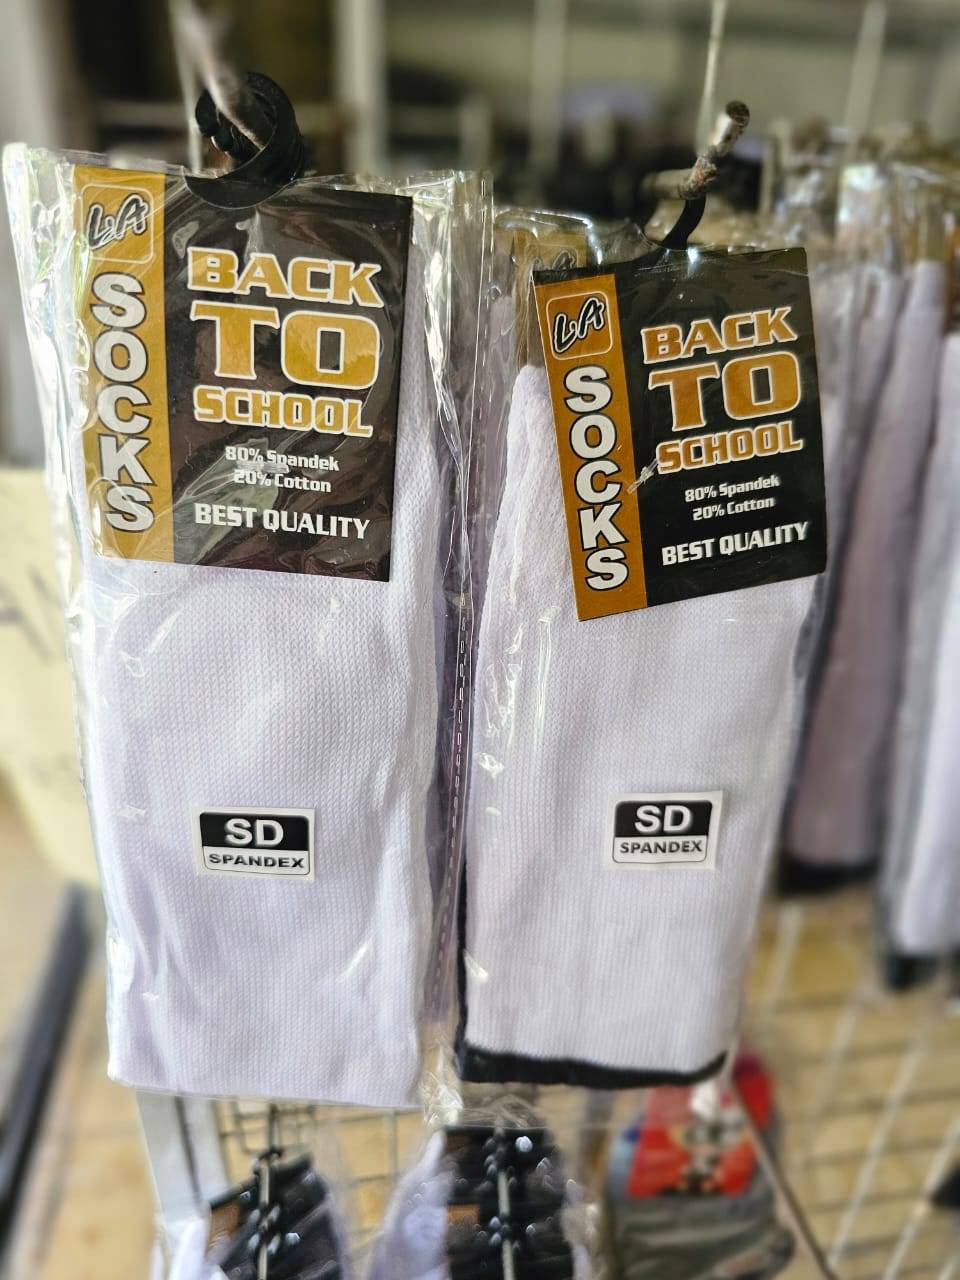 LA
SOCKS
BACK
TO
SCHOOL
80% Spandek
20% Cotton
BEST QUALITY
SD
SPANDEX
LA
SOCKS
BACK
TO
SCHOOL
80% Spandek
20% Cotton
BEST QUALITY
SD
SPANDEX